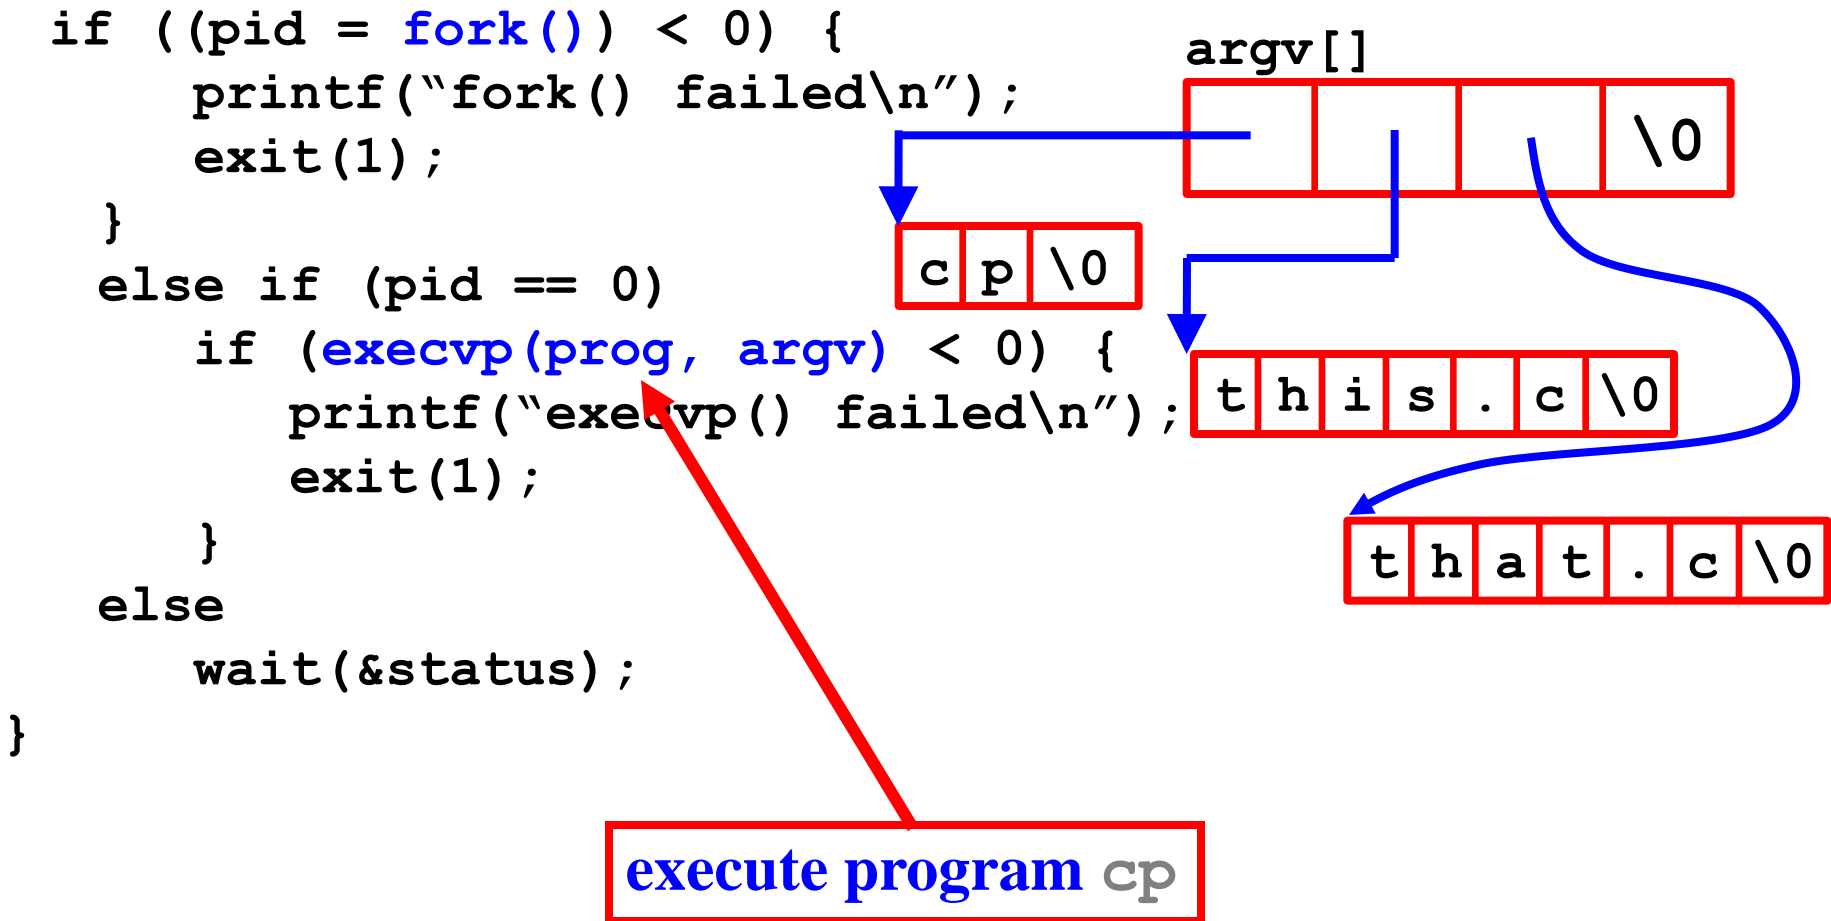 if ((pid = fork()) < 0) {
printf(“fork() failed\n”);
exit(1);
}
else if (pid == 0)
if (execvp(prog, argv) < 0) {
printf(“execvp() failed\n”);
exit(1);
}
else
wait(&status);
}
argv[]
\0
c p \0
t h i s . c \0
t h a t . c \0
execute program cp